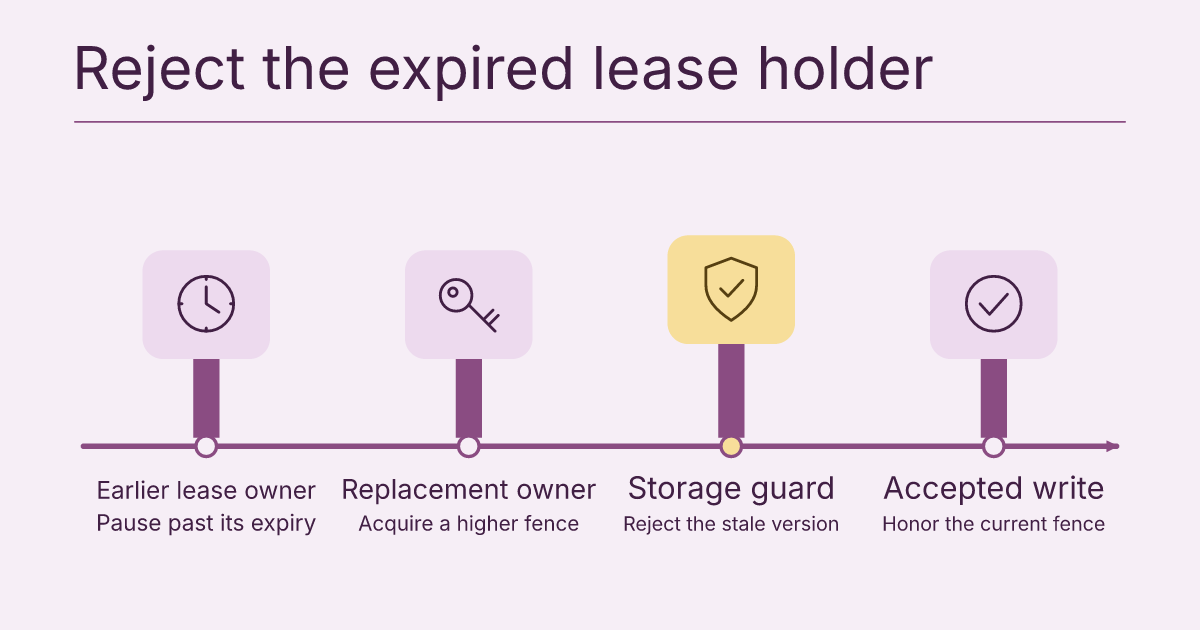 Reject the expired lease holder
Earlier lease owner
Pause past its expiry
Replacement owner
Acquire a higher fence
Storage guard
Reject the stale version
Accepted write
Honor the current fence